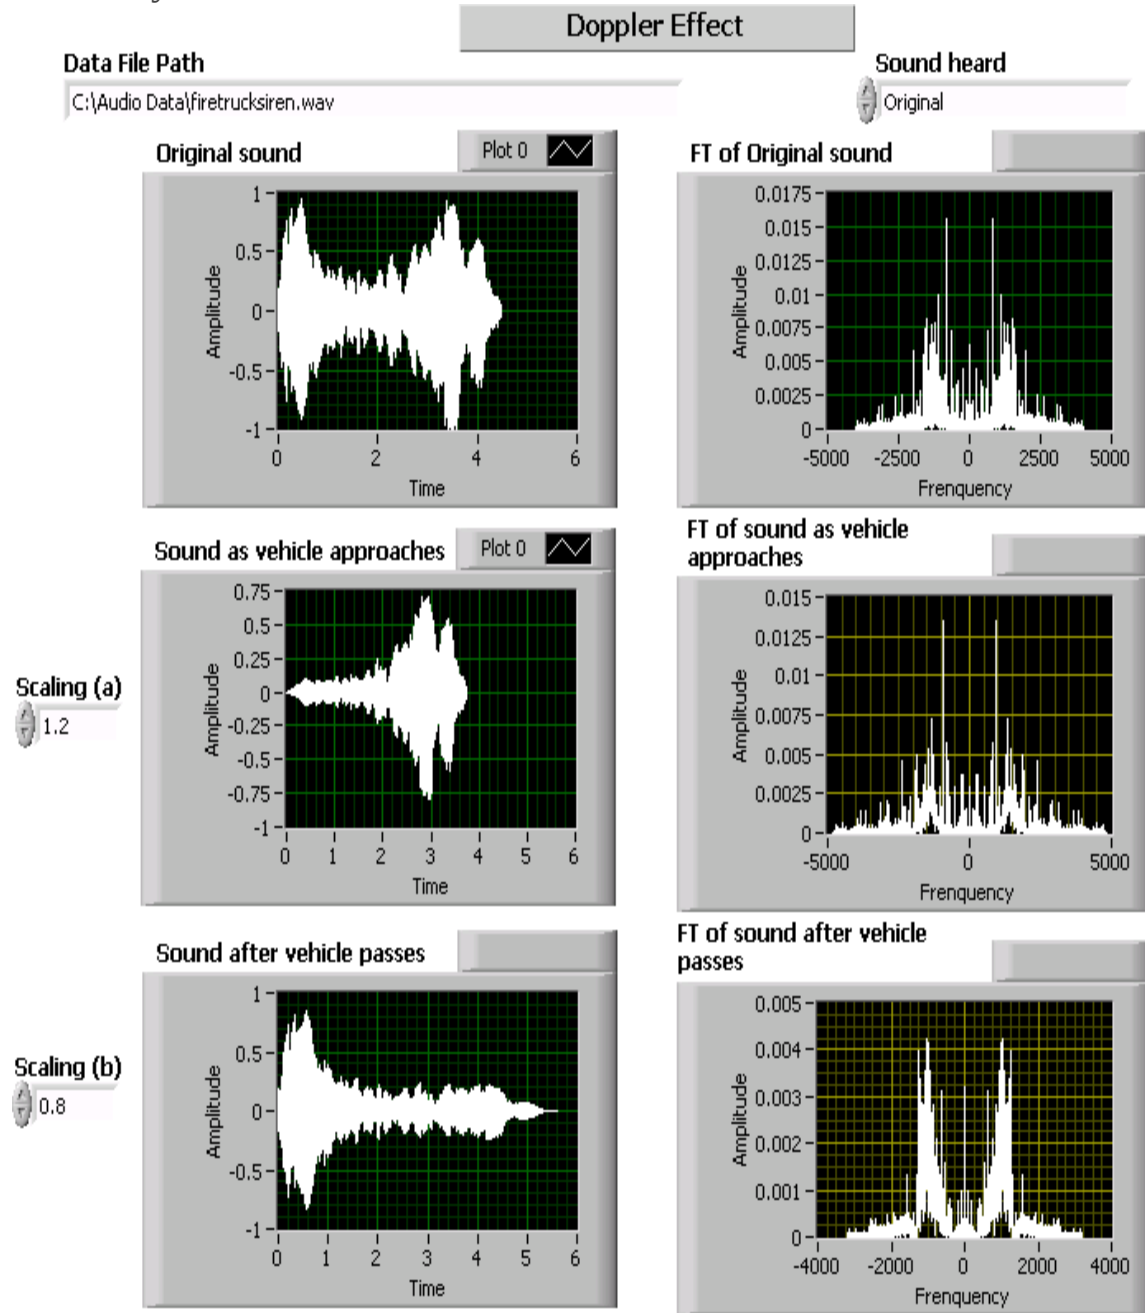 Doppler Effect
Data File Path
C:\Audio Data\firetrucksiren.wav
Sound heard
Original
Original sound
Plot 0
1
0.5
0
-0.5
-1
Amplitude
0 2 4 6
Time
FT of Original sound
0.0175
0.015
0.0125
0.01
0.0075
0.005
0.0025
0
Amplitude
-5000 -2500 0 2500 5000
Frenquency
Sound as vehicle approaches
Plot 0
0.75
0.5
0.25
0
-0.25
-0.5
-0.75
-1
Amplitude
0 1 2 3 4 5 6
Time
Scaling (a)
1.2
FT of sound as vehicle
approaches
0.015
0.0125
0.01
0.0075
0.005
0.0025
0
Amplitude
-5000 0 5000
Frenquency
Sound after vehicle passes
1
0.5
0
-0.5
-1
Amplitude
0 1 2 3 4 5 6
Time
Scaling (b)
0.8
FT of sound after vehicle
passes
0.005
0.004
0.003
0.002
0.001
0
Amplitude
-4000 -2000 0 2000 4000
Frenquency